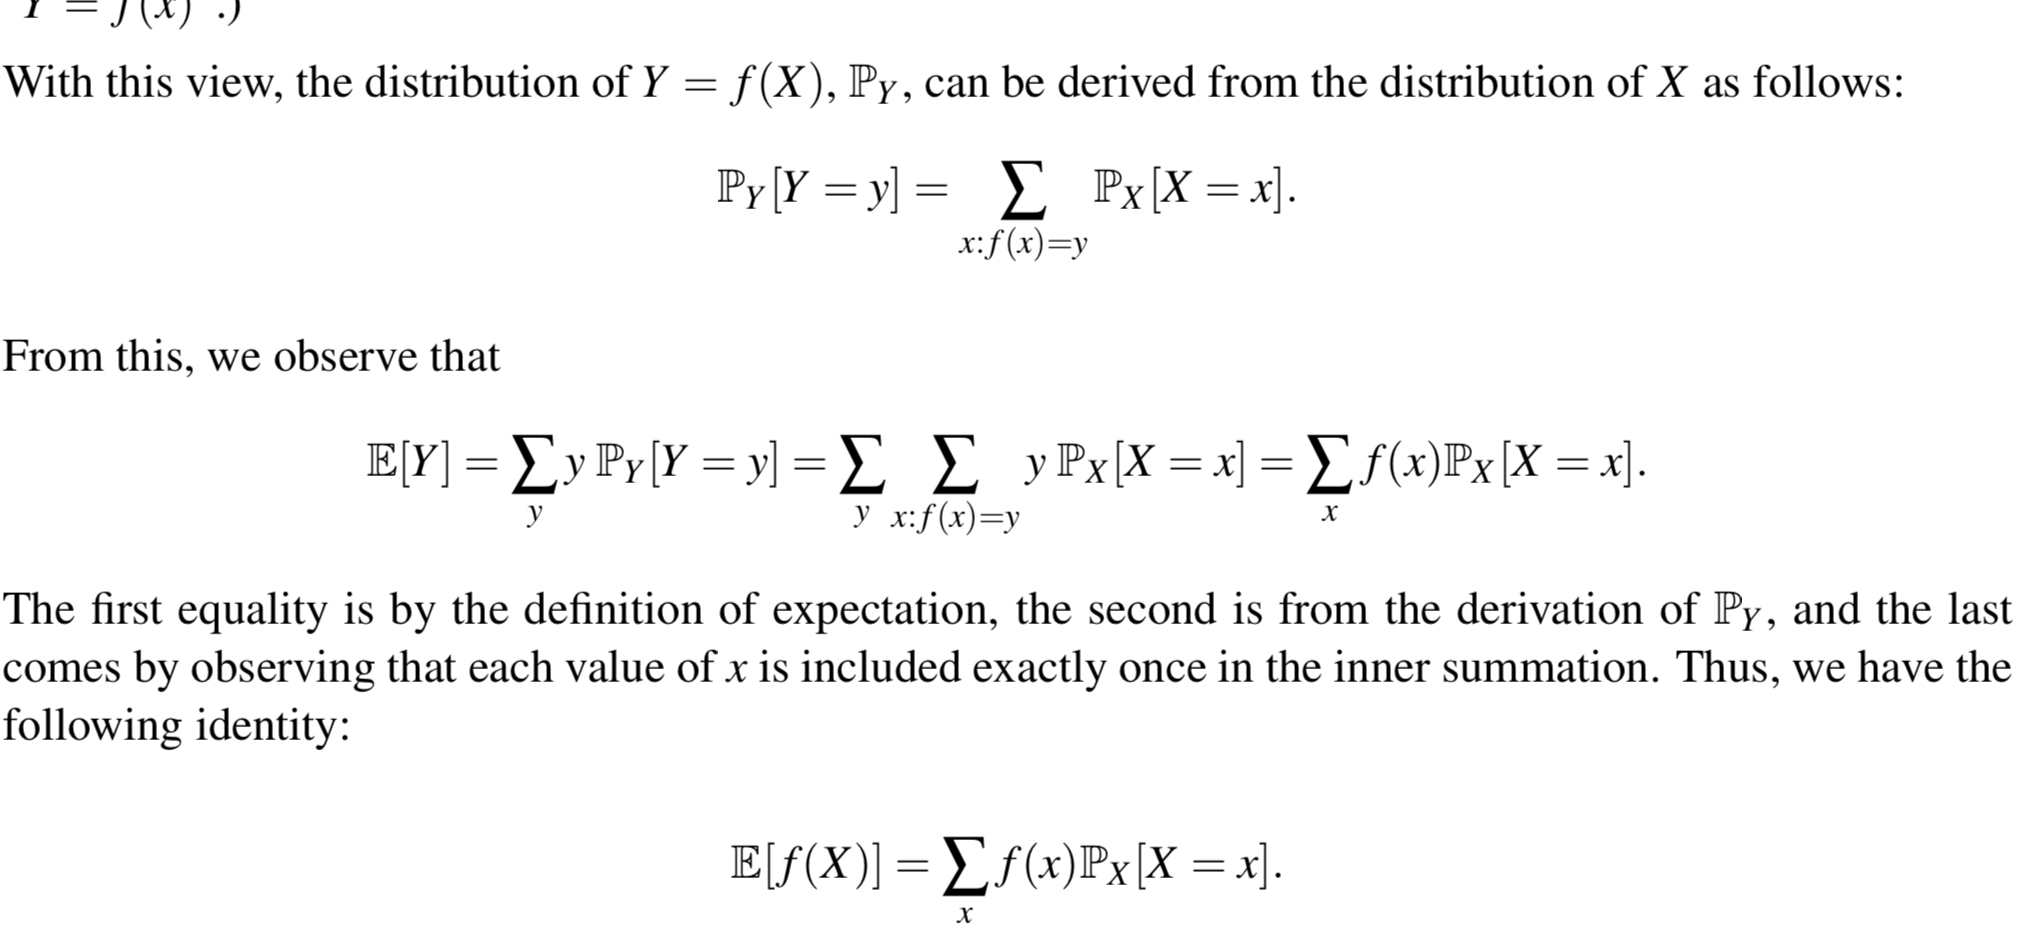 Y = f(x)".)
With this view, the distribution of Y = f(X), ℙ_Y, can be derived from the distribution of X as follows:
ℙ_Y[Y = y] = ∑_{x:f(x)=y} ℙ_X[X = x].
From this, we observe that
𝔼[Y] = ∑_y y ℙ_Y[Y = y] = ∑_y ∑_{x:f(x)=y} y ℙ_X[X = x] = ∑_x f(x)ℙ_X[X = x].
The first equality is by the definition of expectation, the second is from the derivation of ℙ_Y, and the last
comes by observing that each value of x is included exactly once in the inner summation. Thus, we have the
following identity:
𝔼[f(X)] = ∑_x f(x)ℙ_X[X = x].